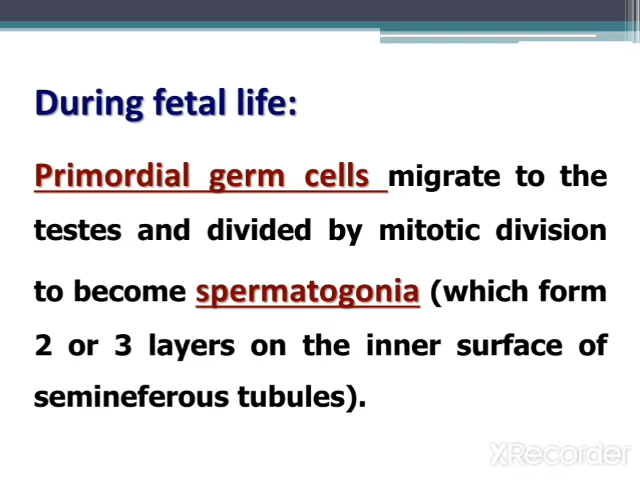 During fetal life:
Primordial germ cells migrate to the
testes and divided by mitotic division
to become spermatogonia (which form
2 or 3 layers on the inner surface of
semineferous tubules).
XRecorder